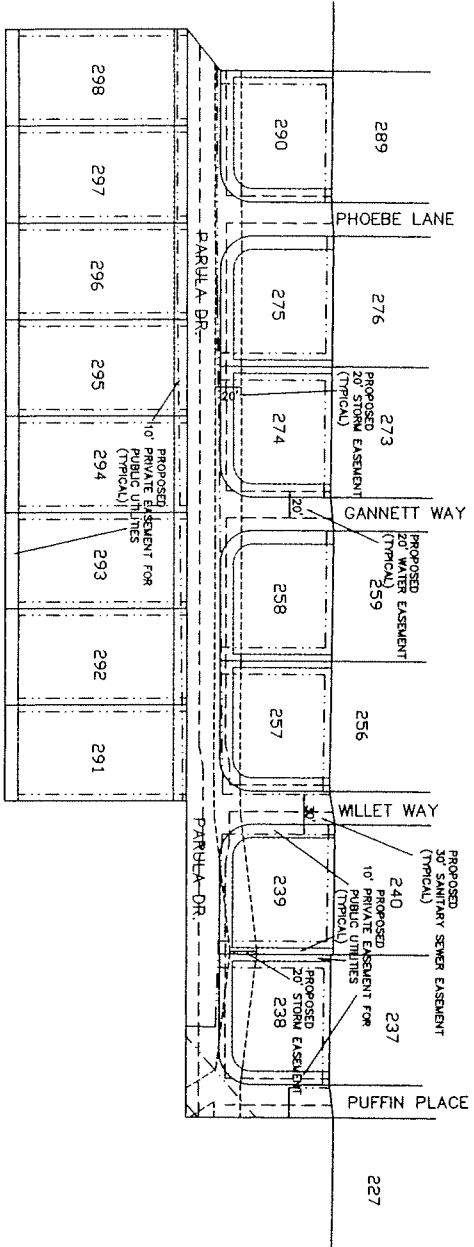 298
297
296
295
294
293
292
291
PROPOSED
10' PRIVATE EASEMENT FOR
PUBLIC UTILITIES
(TYPICAL)
PARULA DR.
PARULA DR.
290
275
274
258
257
239
238
289
276
273
259
256
240
237
227
PHOEBE LANE
GANNETT WAY
WILLET WAY
PUFFIN PLACE
PROPOSED
20' STORM EASEMENT
(TYPICAL)
20'
20'
PROPOSED
20' WATER EASEMENT
(TYPICAL)
30'
PROPOSED
30' SANITARY SEWER EASEMENT
(TYPICAL)
PROPOSED
10' PRIVATE EASEMENT FOR
PUBLIC UTILITIES
(TYPICAL)
PROPOSED
20' STORM EASEMENT